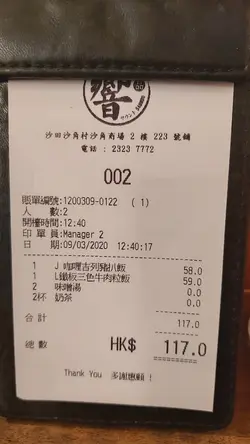 響
沙田沙角村沙角商場 2 樓 223 號舖
電話 : 2323 7772
002
賬單編號:1200309-0122 ( 1)
人 數:2
開檯時間:12:40
印 單 員:Manager 2
日 期:09/03/2020 12:40:17
1 J 咖喱吉列豬扒飯 58.0
1 L鐵板三色牛肉粒飯 59.0
2 味噌湯 0.0
2杯 奶茶 0.0
合計 : 117.0
總數 HK$ 117.0
Thank You 多謝惠顧 !